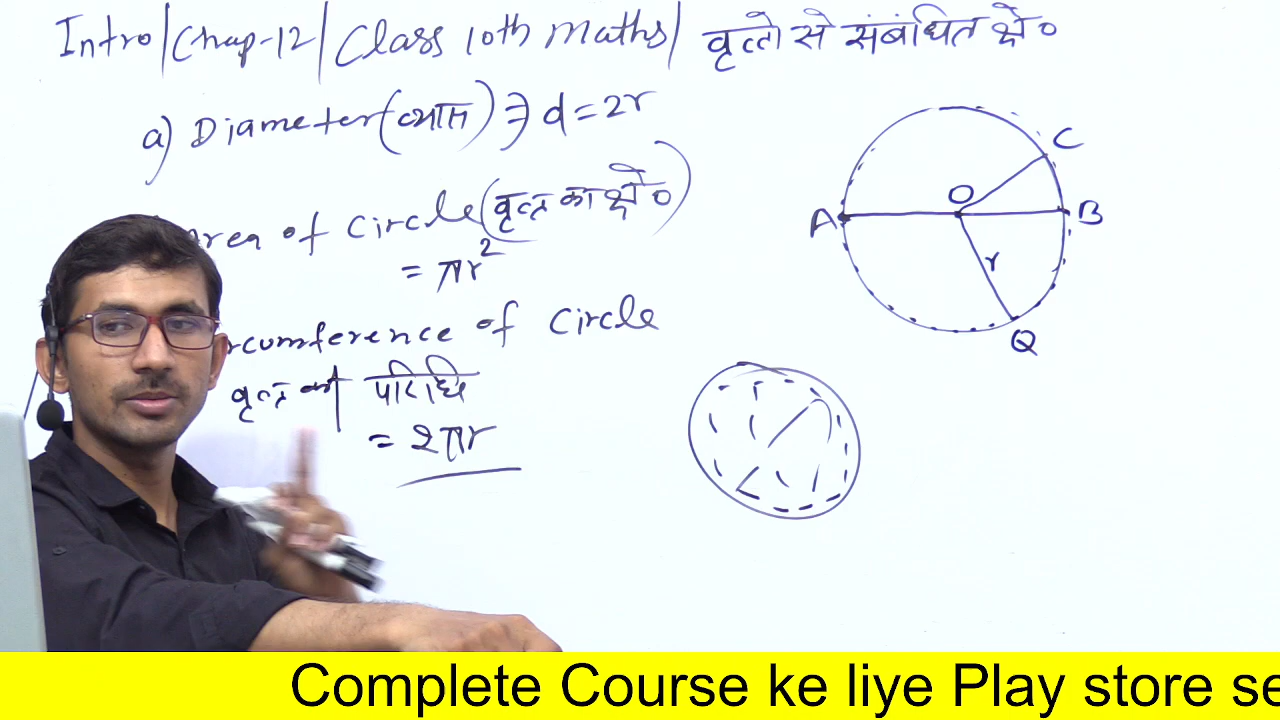 Intro/Chap-12/Class 10th Maths/ वृत्तो से संबंधित क्षे०
a) Diameter(व्यास) ⇒ d=2r
Area of Circle(वृत्त का क्षे०)
= πr²
rcumference of Circle
वृत्त की परिधि
= 2πr
C
O
A
B
r
Q
Complete Course ke liye Play store se